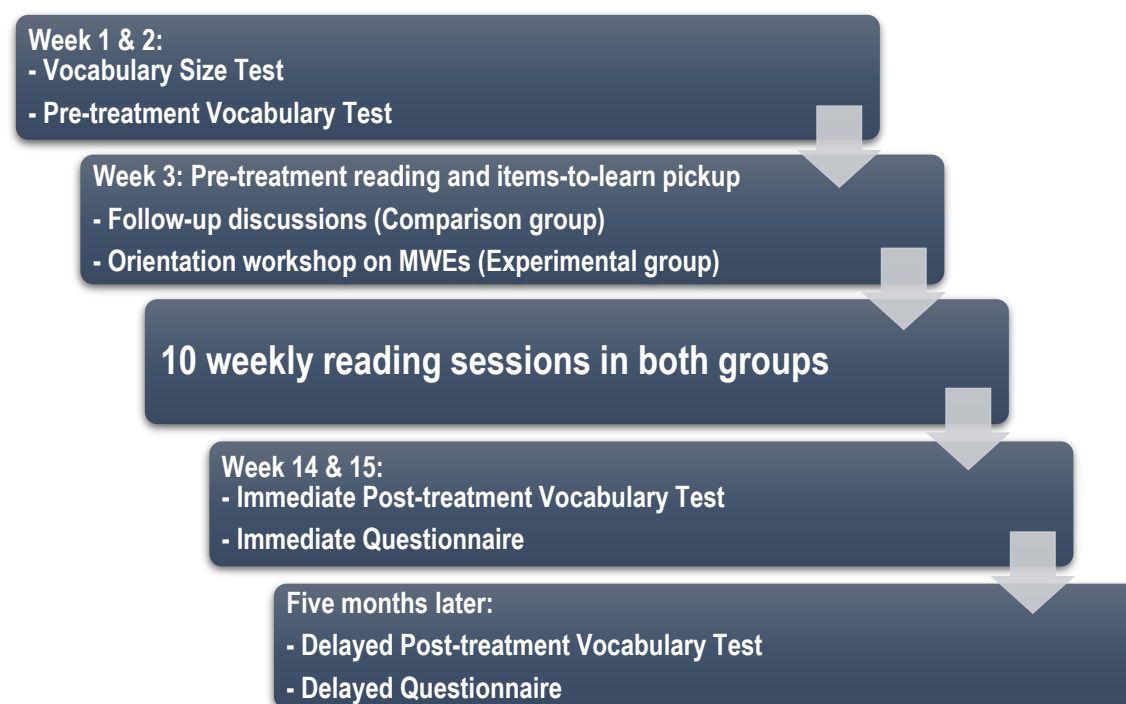 Week 1 & 2:
- Vocabulary Size Test
- Pre-treatment Vocabulary Test
Week 3: Pre-treatment reading and items-to-learn pickup
- Follow-up discussions (Comparison group)
- Orientation workshop on MWEs (Experimental group)
10 weekly reading sessions in both groups
Week 14 & 15:
- Immediate Post-treatment Vocabulary Test
- Immediate Questionnaire
Five months later:
- Delayed Post-treatment Vocabulary Test
- Delayed Questionnaire